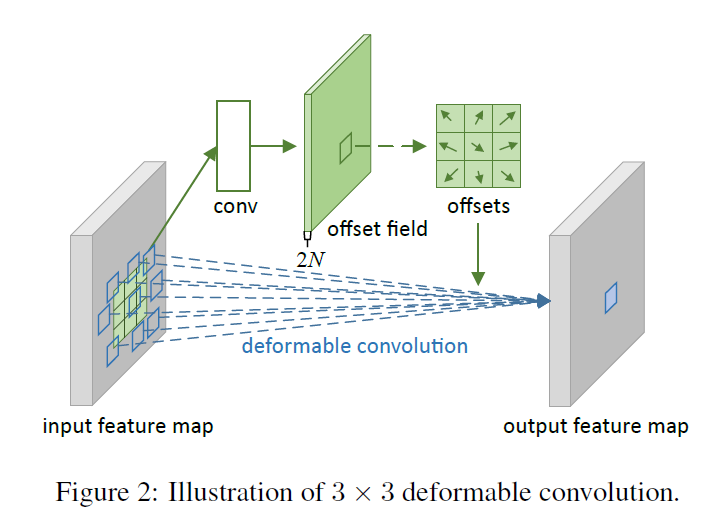 conv
offset field
offsets
2N
deformable convolution
input feature map
output feature map
Figure 2: Illustration of 3 × 3 deformable convolution.